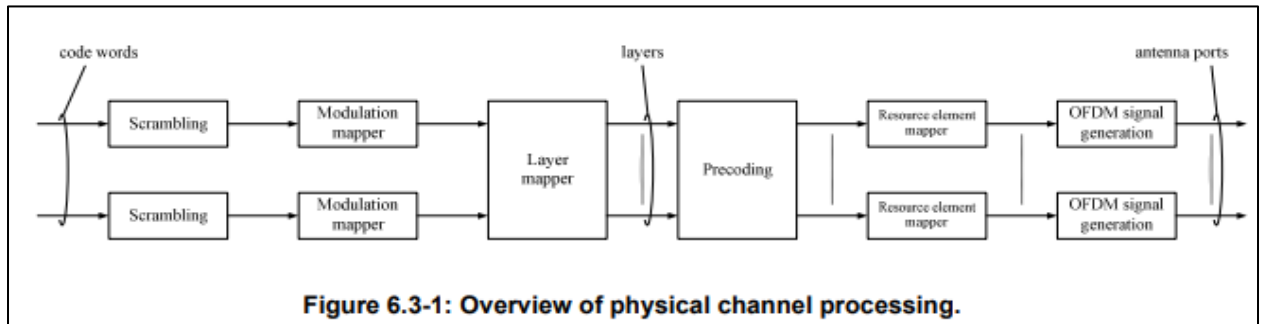 code words
layers
antenna ports
Scrambling
Modulation
mapper
Layer
mapper
Precoding
Resource element
mapper
OFDM signal
generation
Scrambling
Modulation
mapper
Resource element
mapper
OFDM signal
generation
Figure 6.3-1: Overview of physical channel processing.